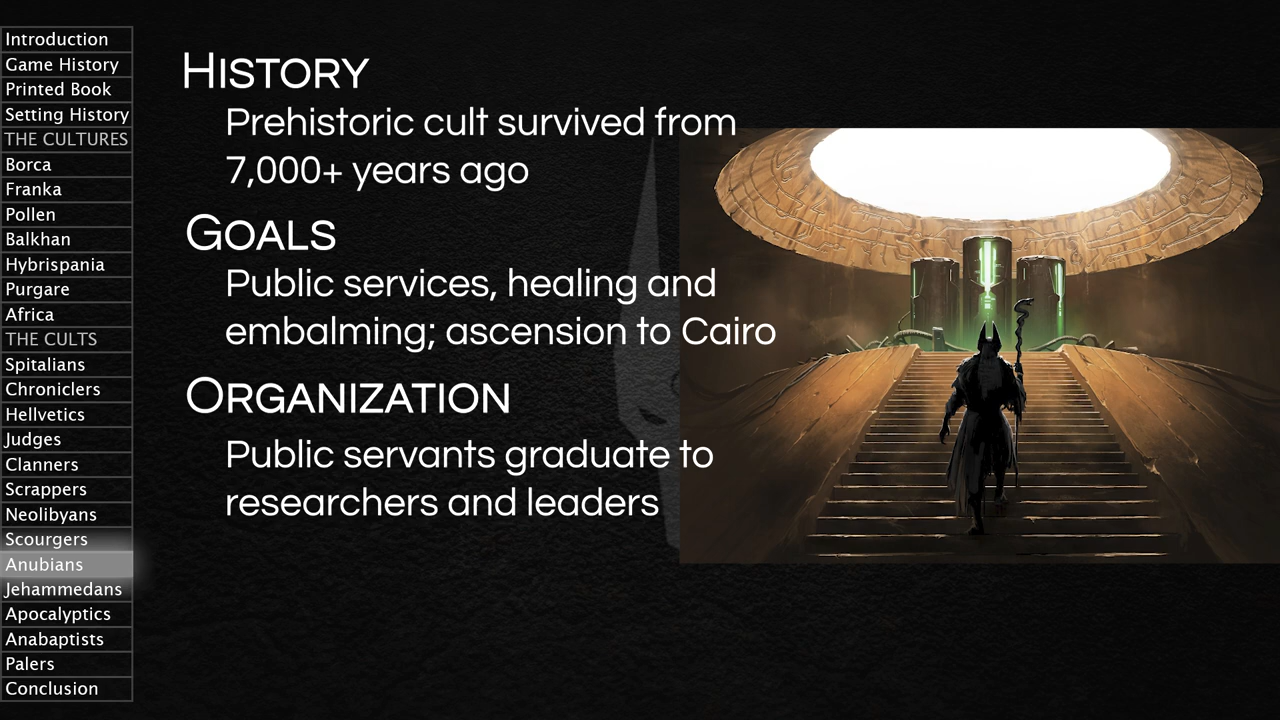 Introduction
Game History
Printed Book
Setting History
THE CULTURES
Borca
Franka
Pollen
Balkhan
Hybrispania
Purgare
Africa
THE CULTS
Spitalians
Chroniclers
Hellvetics
Judges
Clanners
Scrappers
Neolibyans
Scourgers
Anubians
Jehammedans
Apocalyptics
Anabaptists
Palers
Conclusion
History
Prehistoric cult survived from
7,000+ years ago
Goals
Public services, healing and
embalming; ascension to Cairo
Organization
Public servants graduate to
researchers and leaders